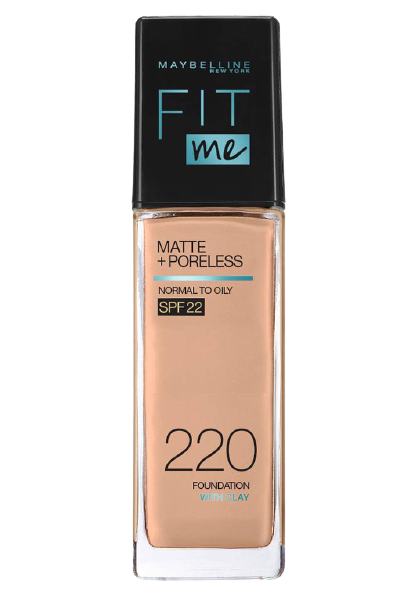 MAYBELLINE
NEW YORK
FIT
me
MATTE
+PORELESS
NORMAL TO OILY
SPF 22
220
FOUNDATION
WITH CLAY